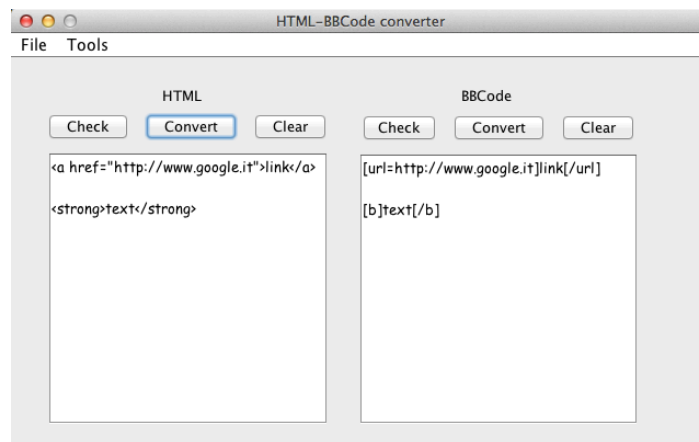 HTML-BBCode converter
File Tools
HTML
Check Convert Clear
<a href="http://www.google.it">link</a>
<strong>text</strong>
BBCode
Check Convert Clear
[url=http://www.google.it]link[/url]
[b]text[/b]